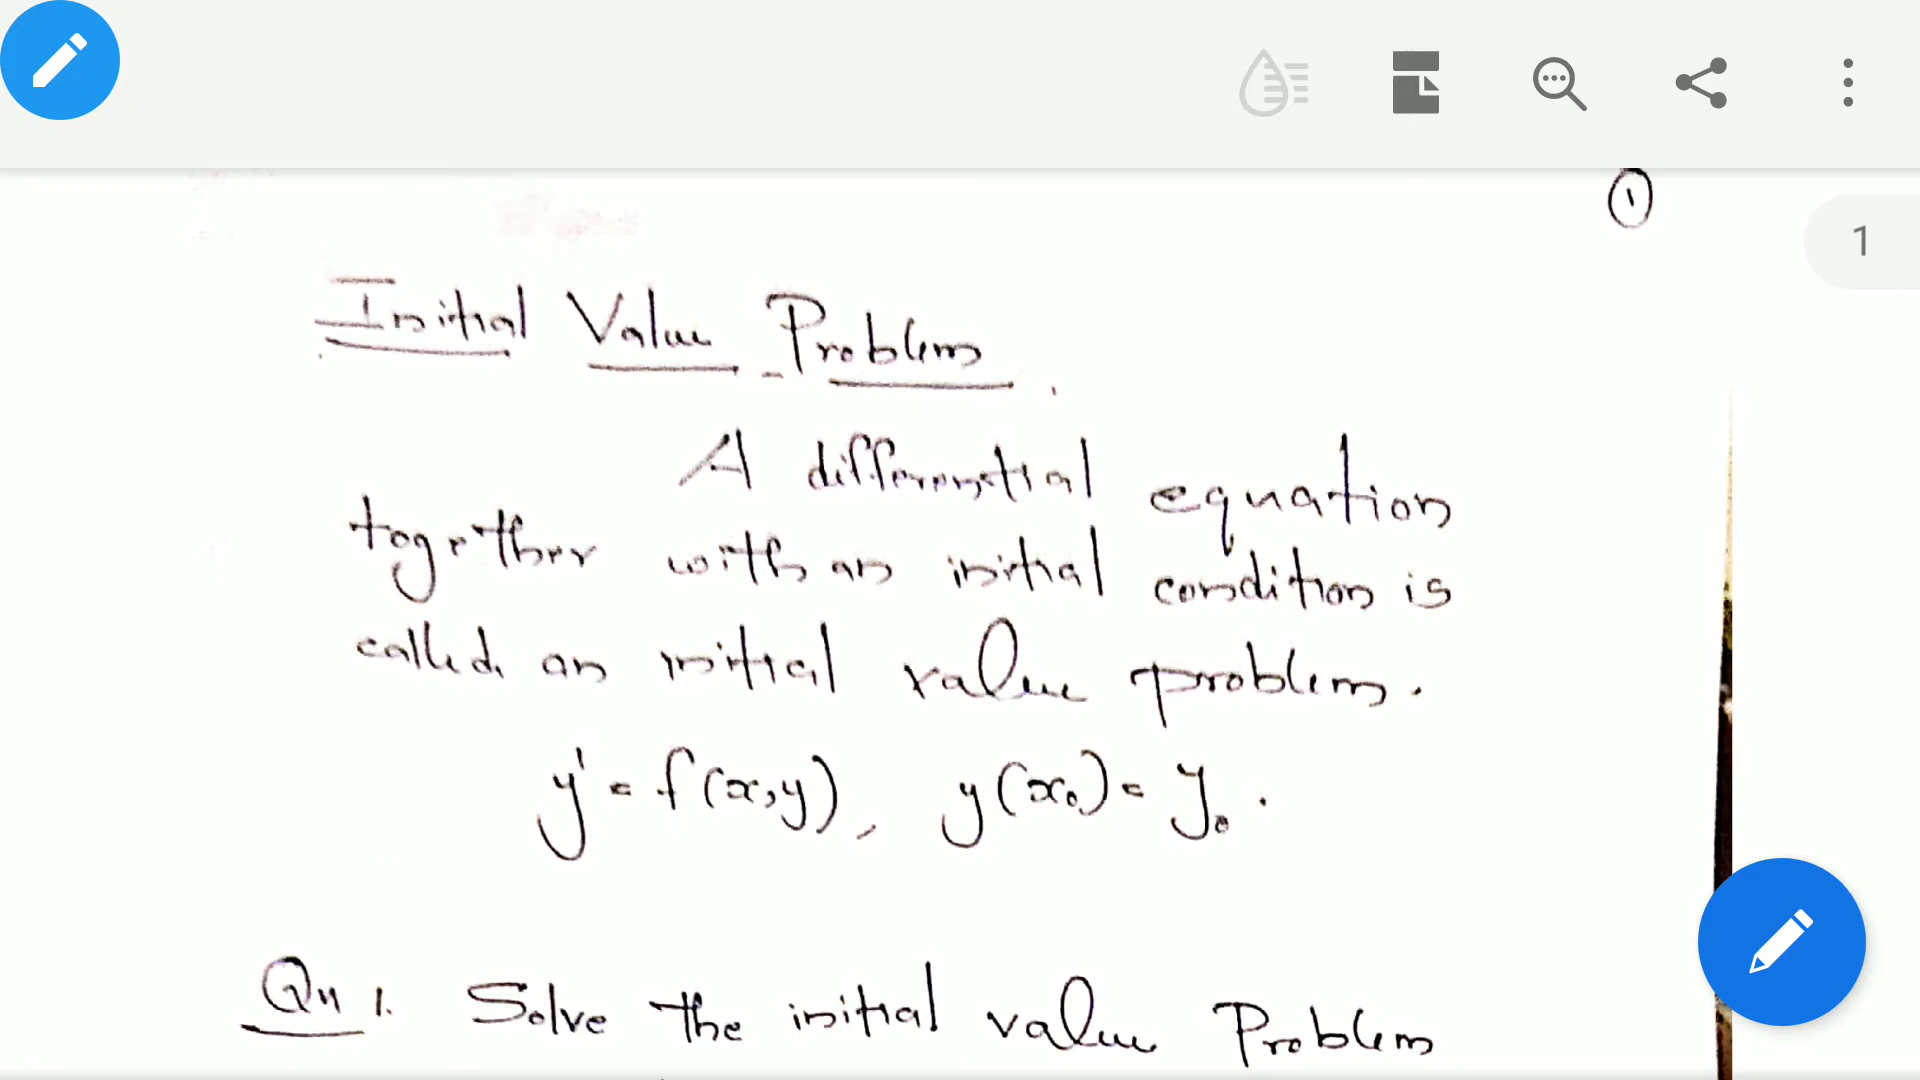 ①
1
Initial Value Problem
A differential equation
together with an initial condition is
called an initial value problem.
y' = f(x,y), y(x₀) = y₀.
Qn 1. Solve the initial value Problem